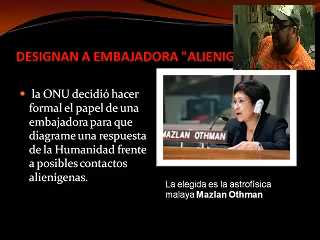 DESIGNAN A EMBAJADORA "ALIENIG
la ONU decidió hacer
formal el papel de una
embajadora para que
diagrame una respuesta
de la Humanidad frente
a posibles contactos
alienígenas.
MAZLAN OTHMAN
La elegida es la astrofísica
malaya Mazlan Othman